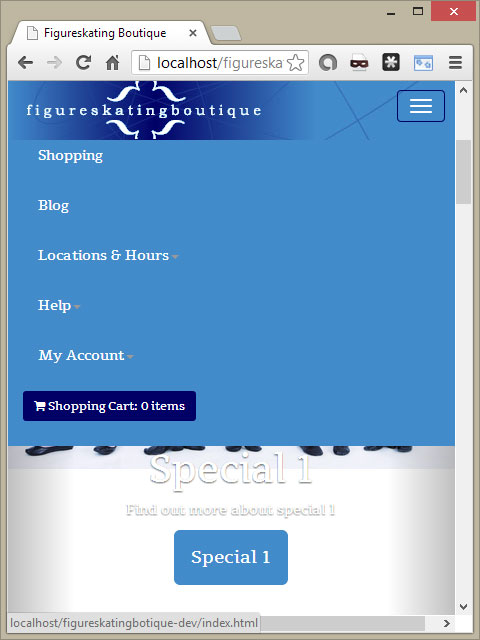 Figureskating Boutique
localhost/figureska
figureskatingboutique
Shopping
Blog
Locations & Hours
Help
My Account
Shopping Cart: 0 items
Special 1
Find out more about special 1
Special 1
localhost/figureskatingbotique-dev/index.html